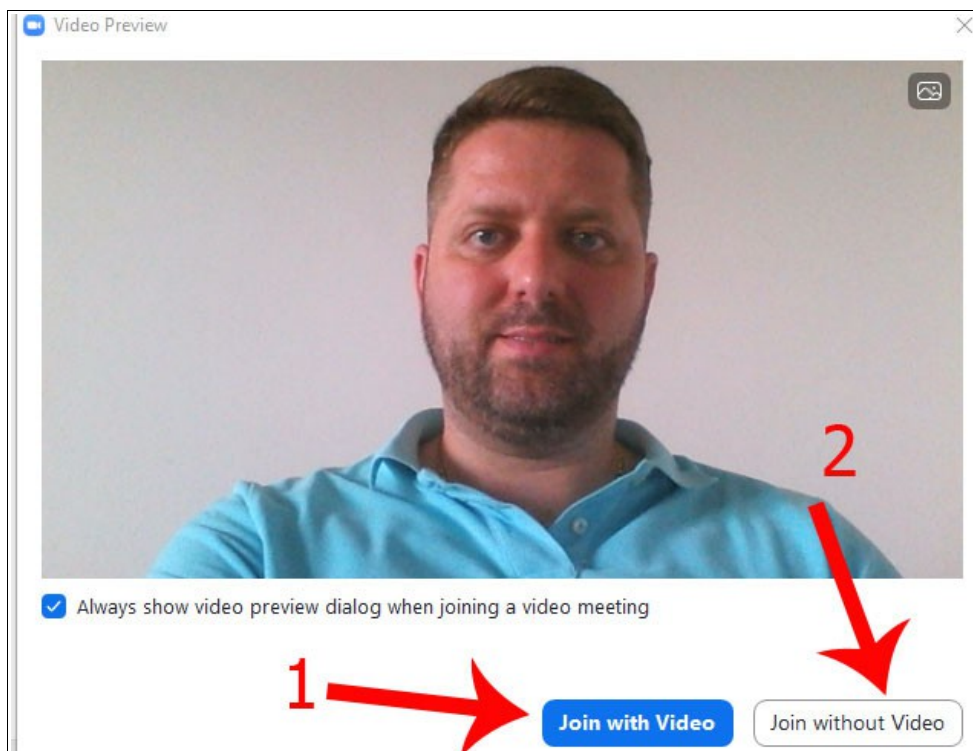 Video Preview
2
Always show video preview dialog when joining a video meeting
1
Join with Video
Join without Video